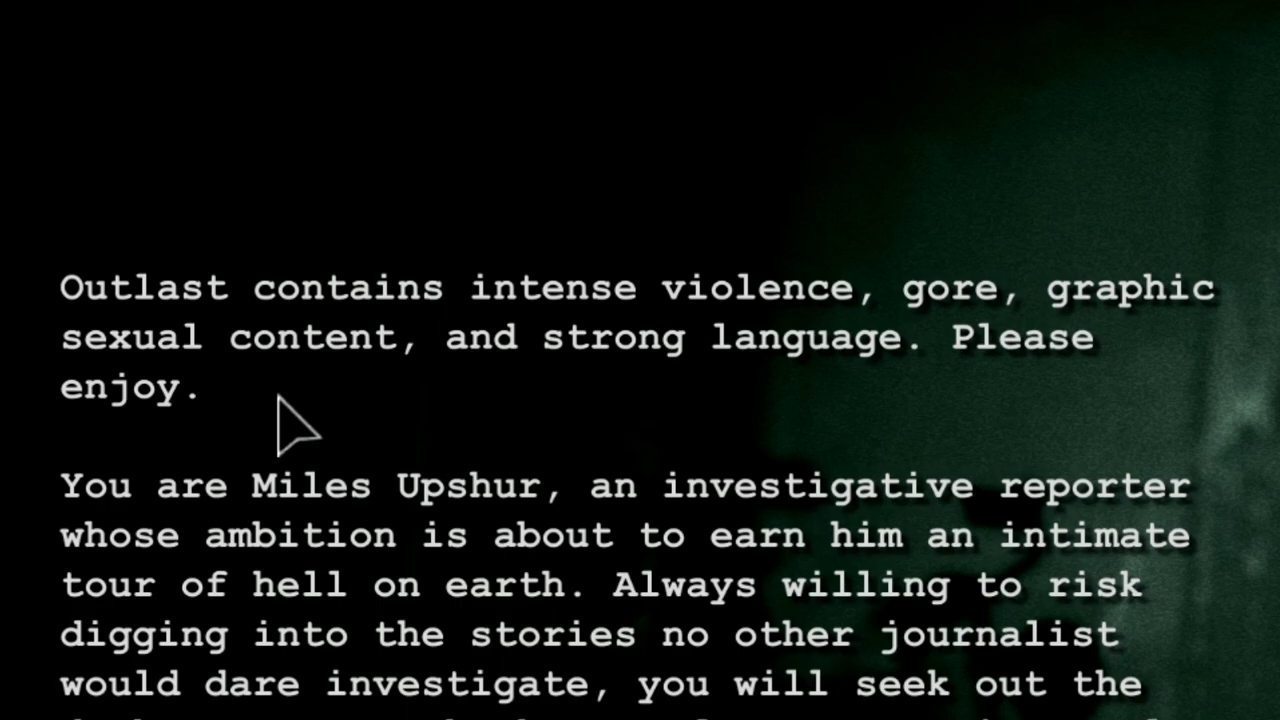 Outlast contains intense violence, gore, graphic
sexual content, and strong language. Please
enjoy.
You are Miles Upshur, an investigative reporter
whose ambition is about to earn him an intimate
tour of hell on earth. Always willing to risk
digging into the stories no other journalist
would dare investigate, you will seek out the